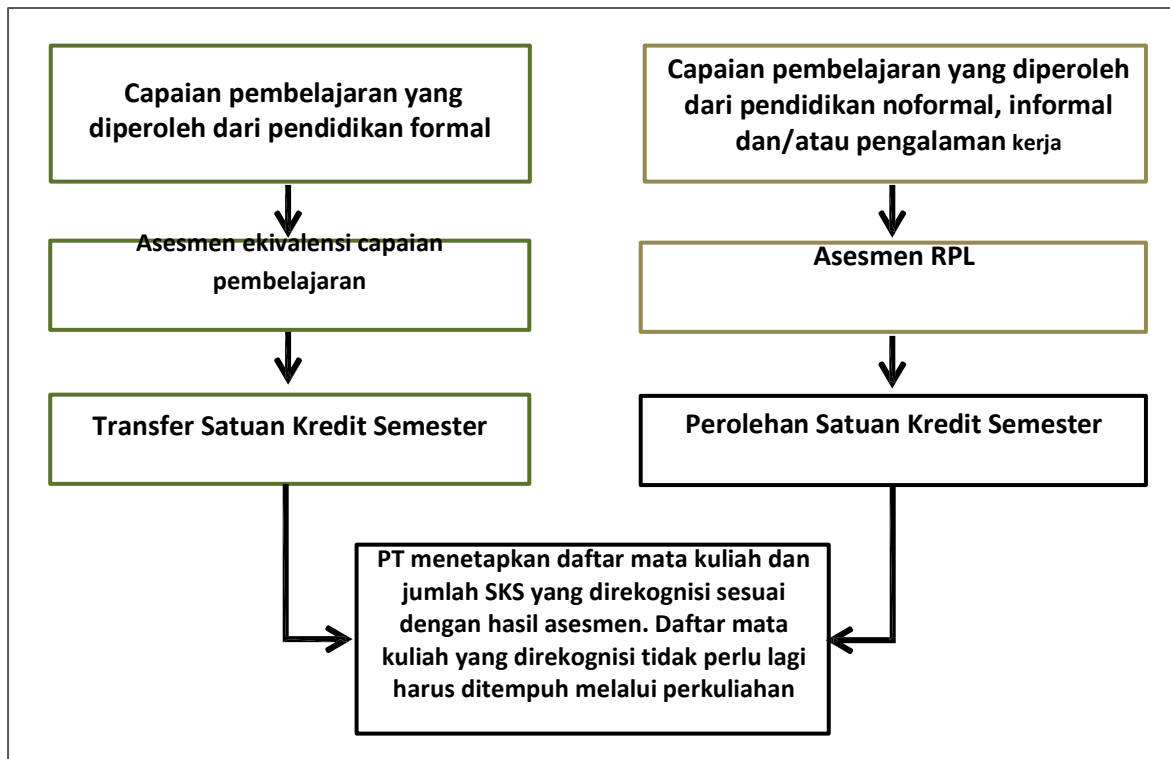 Capaian pembelajaran yang
diperoleh dari pendidikan formal
Asesmen ekivalensi capaian
pembelajaran
Transfer Satuan Kredit Semester
Capaian pembelajaran yang diperoleh
dari pendidikan noformal, informal
dan/atau pengalaman kerja
Asesmen RPL
Perolehan Satuan Kredit Semester
PT menetapkan daftar mata kuliah dan
jumlah SKS yang direkognisi sesuai
dengan hasil asesmen. Daftar mata
kuliah yang direkognisi tidak perlu lagi
harus ditempuh melalui perkuliahan